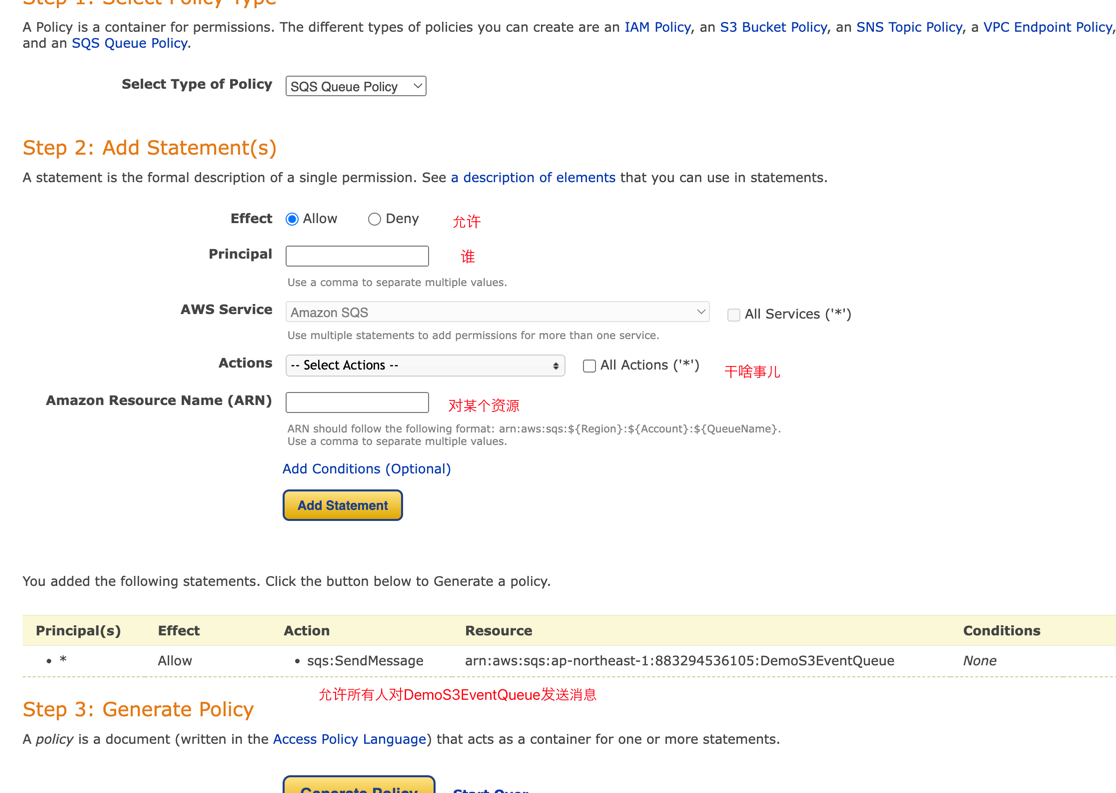 Step 1: Select Policy Type
A Policy is a container for permissions. The different types of policies you can create are an IAM Policy, an S3 Bucket Policy, an SNS Topic Policy, a VPC Endpoint Policy,
and an SQS Queue Policy.
Select Type of Policy SQS Queue Policy
Step 2: Add Statement(s)
A statement is the formal description of a single permission. See a description of elements that you can use in statements.
Effect Allow Deny 允许
Principal 谁
Use a comma to separate multiple values.
AWS Service Amazon SQS All Services ('*')
Use multiple statements to add permissions for more than one service.
Actions -- Select Actions -- All Actions ('*') 干啥事儿
Amazon Resource Name (ARN) 对某个资源
ARN should follow the following format: arn:aws:sqs:${Region}:${Account}:${QueueName}.
Use a comma to separate multiple values.
Add Conditions (Optional)
Add Statement
You added the following statements. Click the button below to Generate a policy.
Principal(s) Effect Action Resource Conditions
• * Allow • sqs:SendMessage arn:aws:sqs:ap-northeast-1:883294536105:DemoS3EventQueue None
允许所有人对DemoS3EventQueue发送消息
Step 3: Generate Policy
A policy is a document (written in the Access Policy Language) that acts as a container for one or more statements.
Generate Policy Start Over